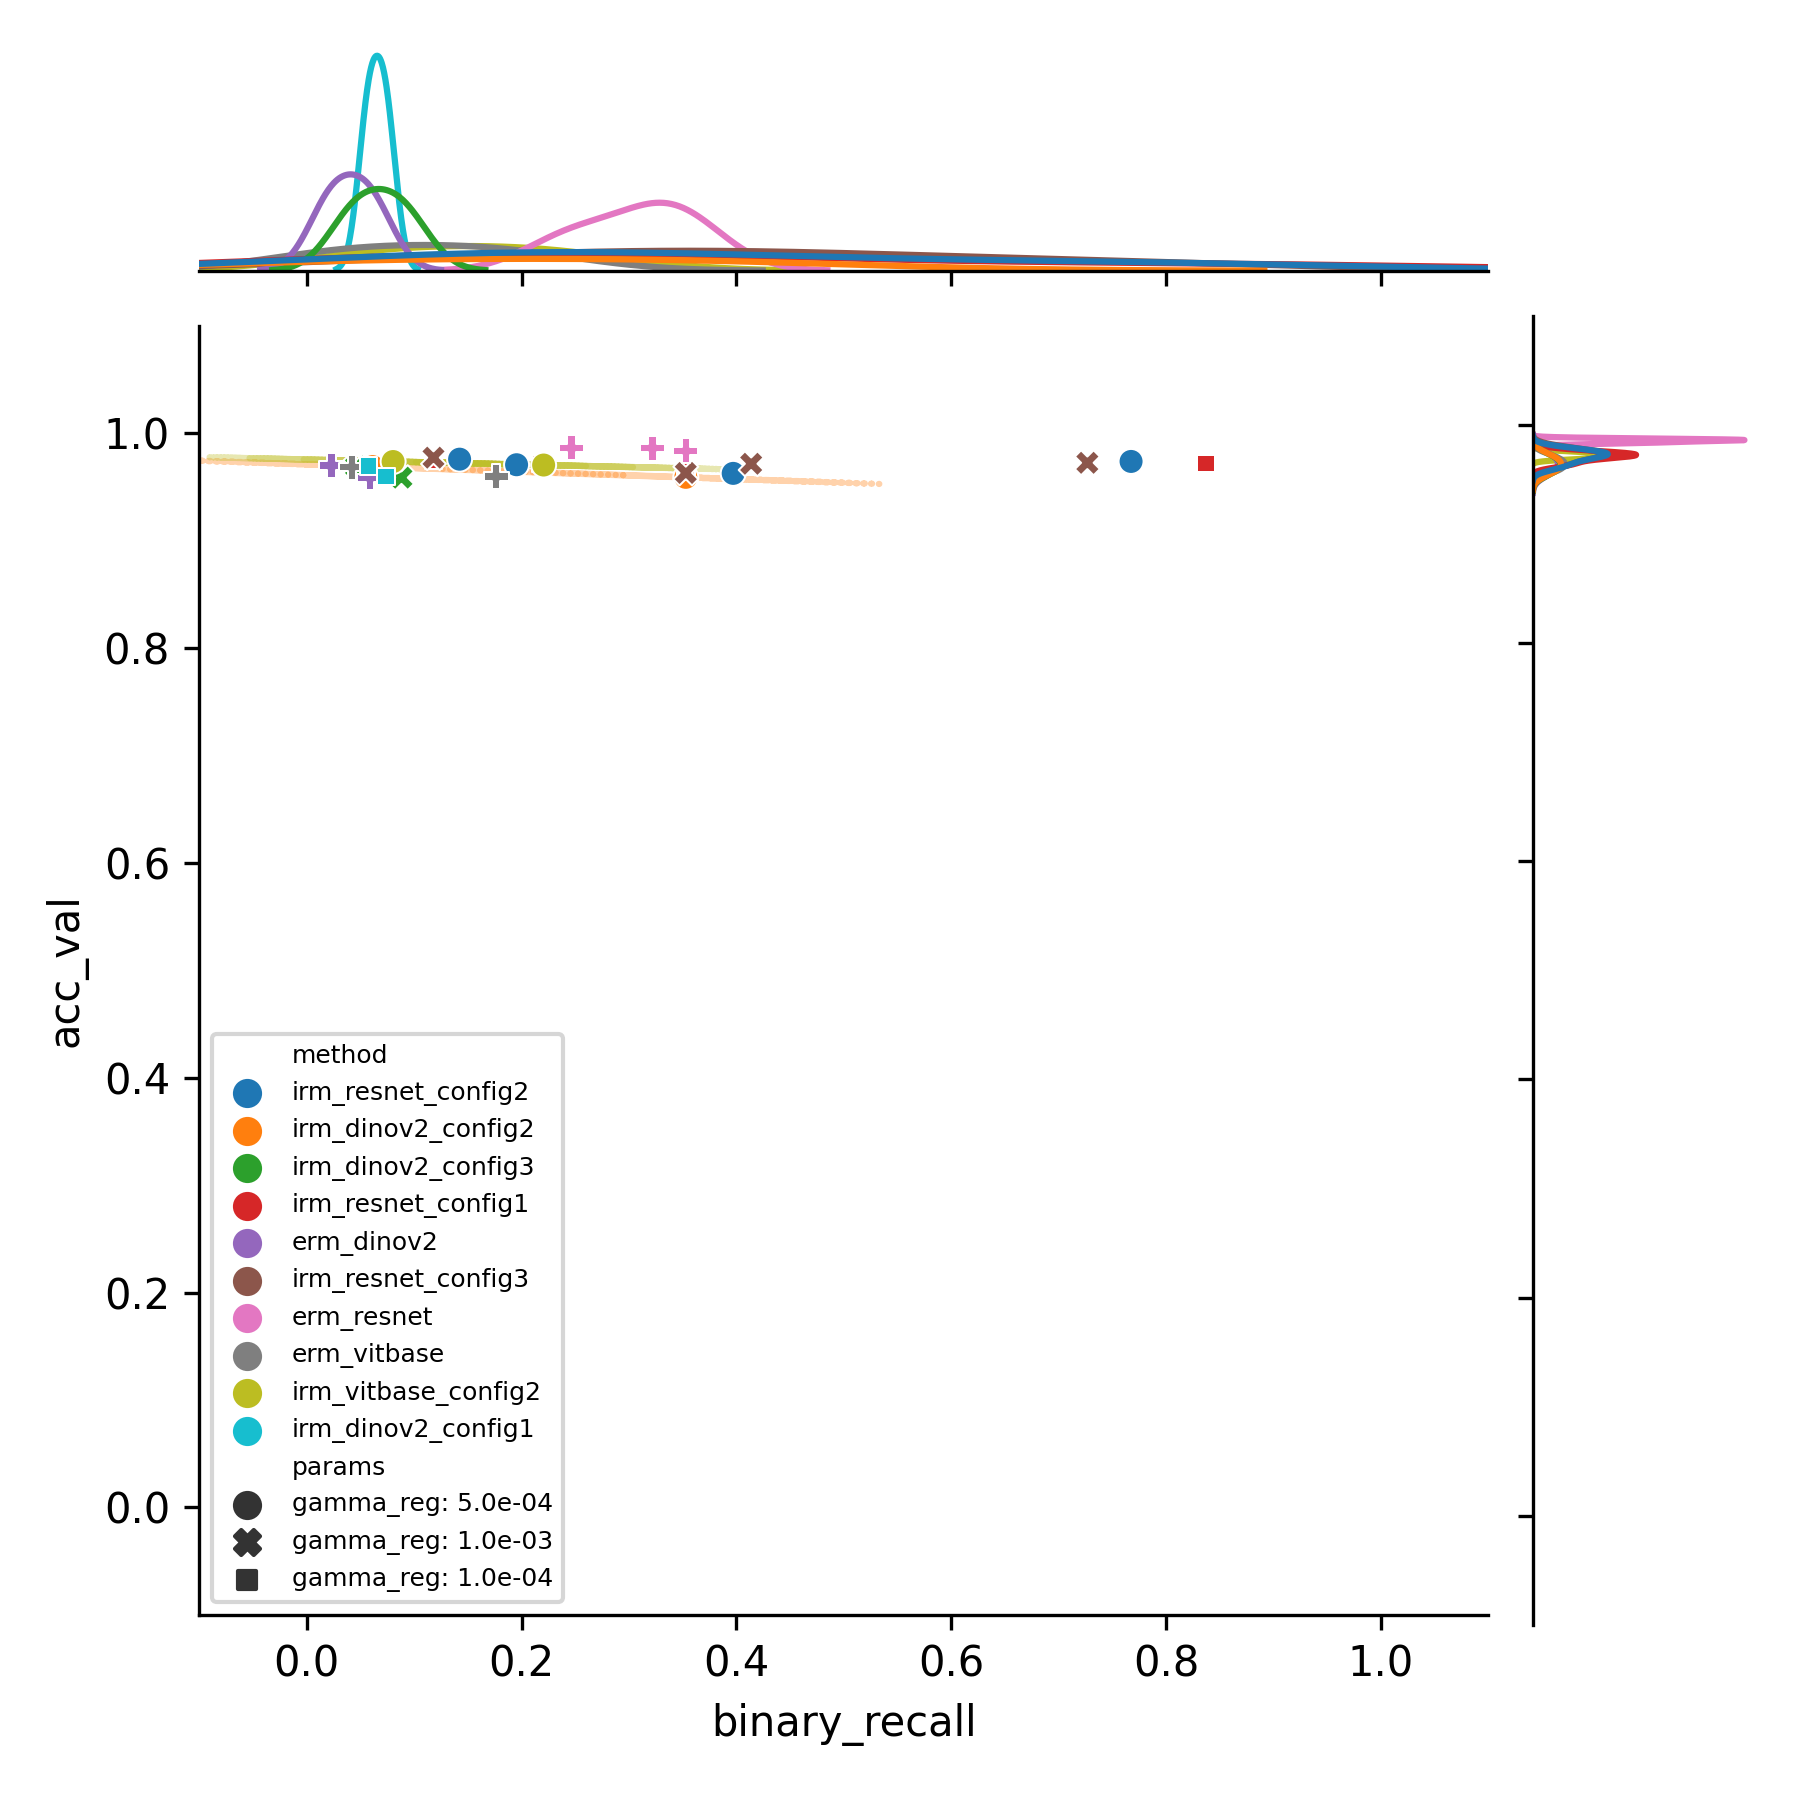 1.0
0.8
0.6
0.4
0.2
0.0
acc_val
method
irm_resnet_config2
irm_dinov2_config2
irm_dinov2_config3
irm_resnet_config1
erm_dinov2
irm_resnet_config3
erm_resnet
erm_vitbase
irm_vitbase_config2
irm_dinov2_config1
params
gamma_reg: 5.0e-04
gamma_reg: 1.0e-03
gamma_reg: 1.0e-04
0.0 0.2 0.4 0.6 0.8 1.0
binary_recall